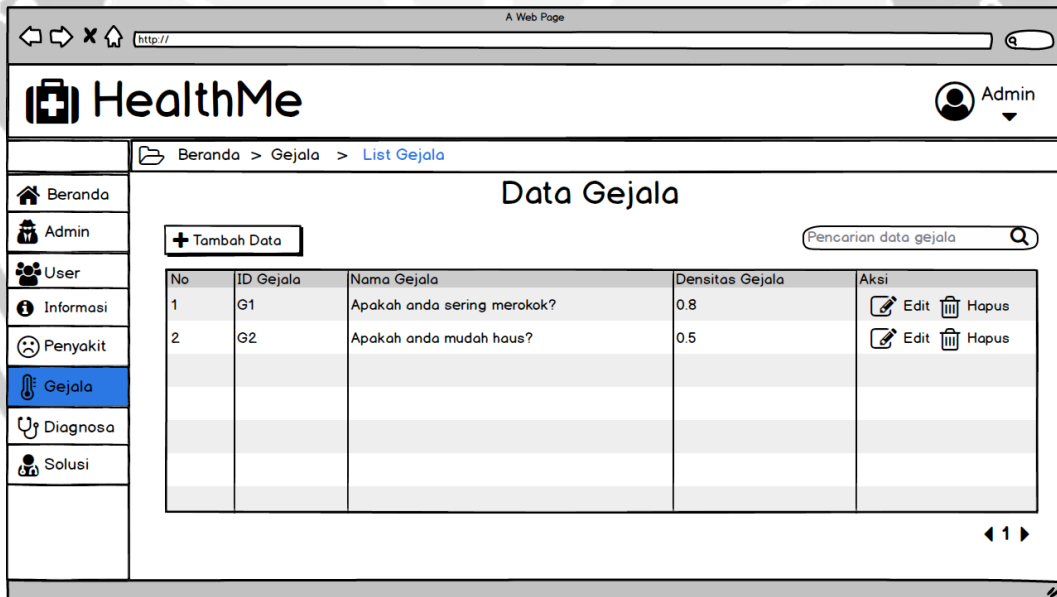 A Web Page
http://
HealthMe
Admin
Beranda > Gejala > List Gejala
Beranda
Admin
User
Informasi
Penyakit
Gejala
Diagnosa
Solusi
Data Gejala
Tambah Data
Pencarian data gejala
No ID Gejala Nama Gejala Densitas Gejala Aksi
1 G1 Apakah anda sering merokok? 0.8 Edit Hapus
2 G2 Apakah anda mudah haus? 0.5 Edit Hapus
1